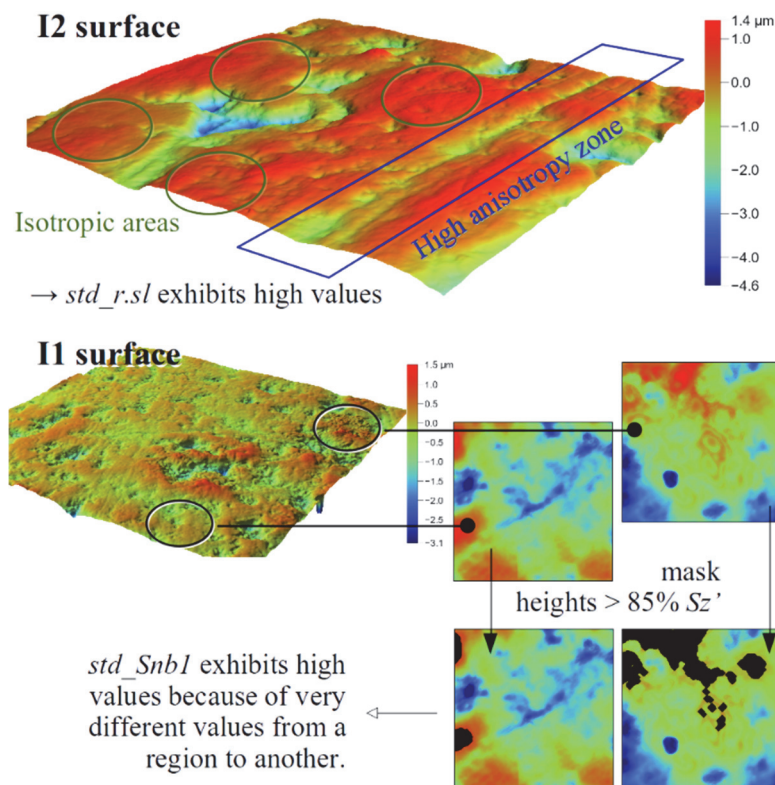 I2 surface
1.4 μm
1.0
0.0
−1.0
−2.0
−3.0
−4.0
−4.6
Isotropic areas
High anisotropy zone
→ std_r.sl exhibits high values
I1 surface
1.5 μm
1.0
0.5
0.0
−0.5
−1.0
−1.5
−2.0
−2.5
−3.1
mask
heights > 85% Sz’
std_Snb1 exhibits high
values because of very
different values from a
region to another.